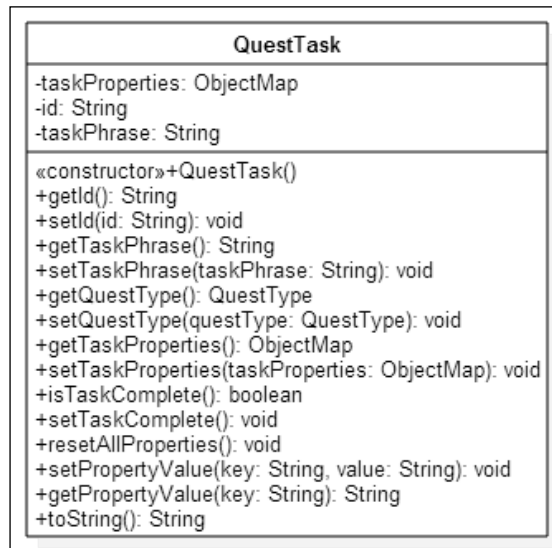 QuestTask
-taskProperties: ObjectMap
-id: String
-taskPhrase: String
«constructor»+QuestTask()
+getId(): String
+setId(id: String): void
+getTaskPhrase(): String
+setTaskPhrase(taskPhrase: String): void
+getQuestType(): QuestType
+setQuestType(questType: QuestType): void
+getTaskProperties(): ObjectMap
+setTaskProperties(taskProperties: ObjectMap): void
+isTaskComplete(): boolean
+setTaskComplete(): void
+resetAllProperties(): void
+setPropertyValue(key: String, value: String): void
+getPropertyValue(key: String): String
+toString(): String